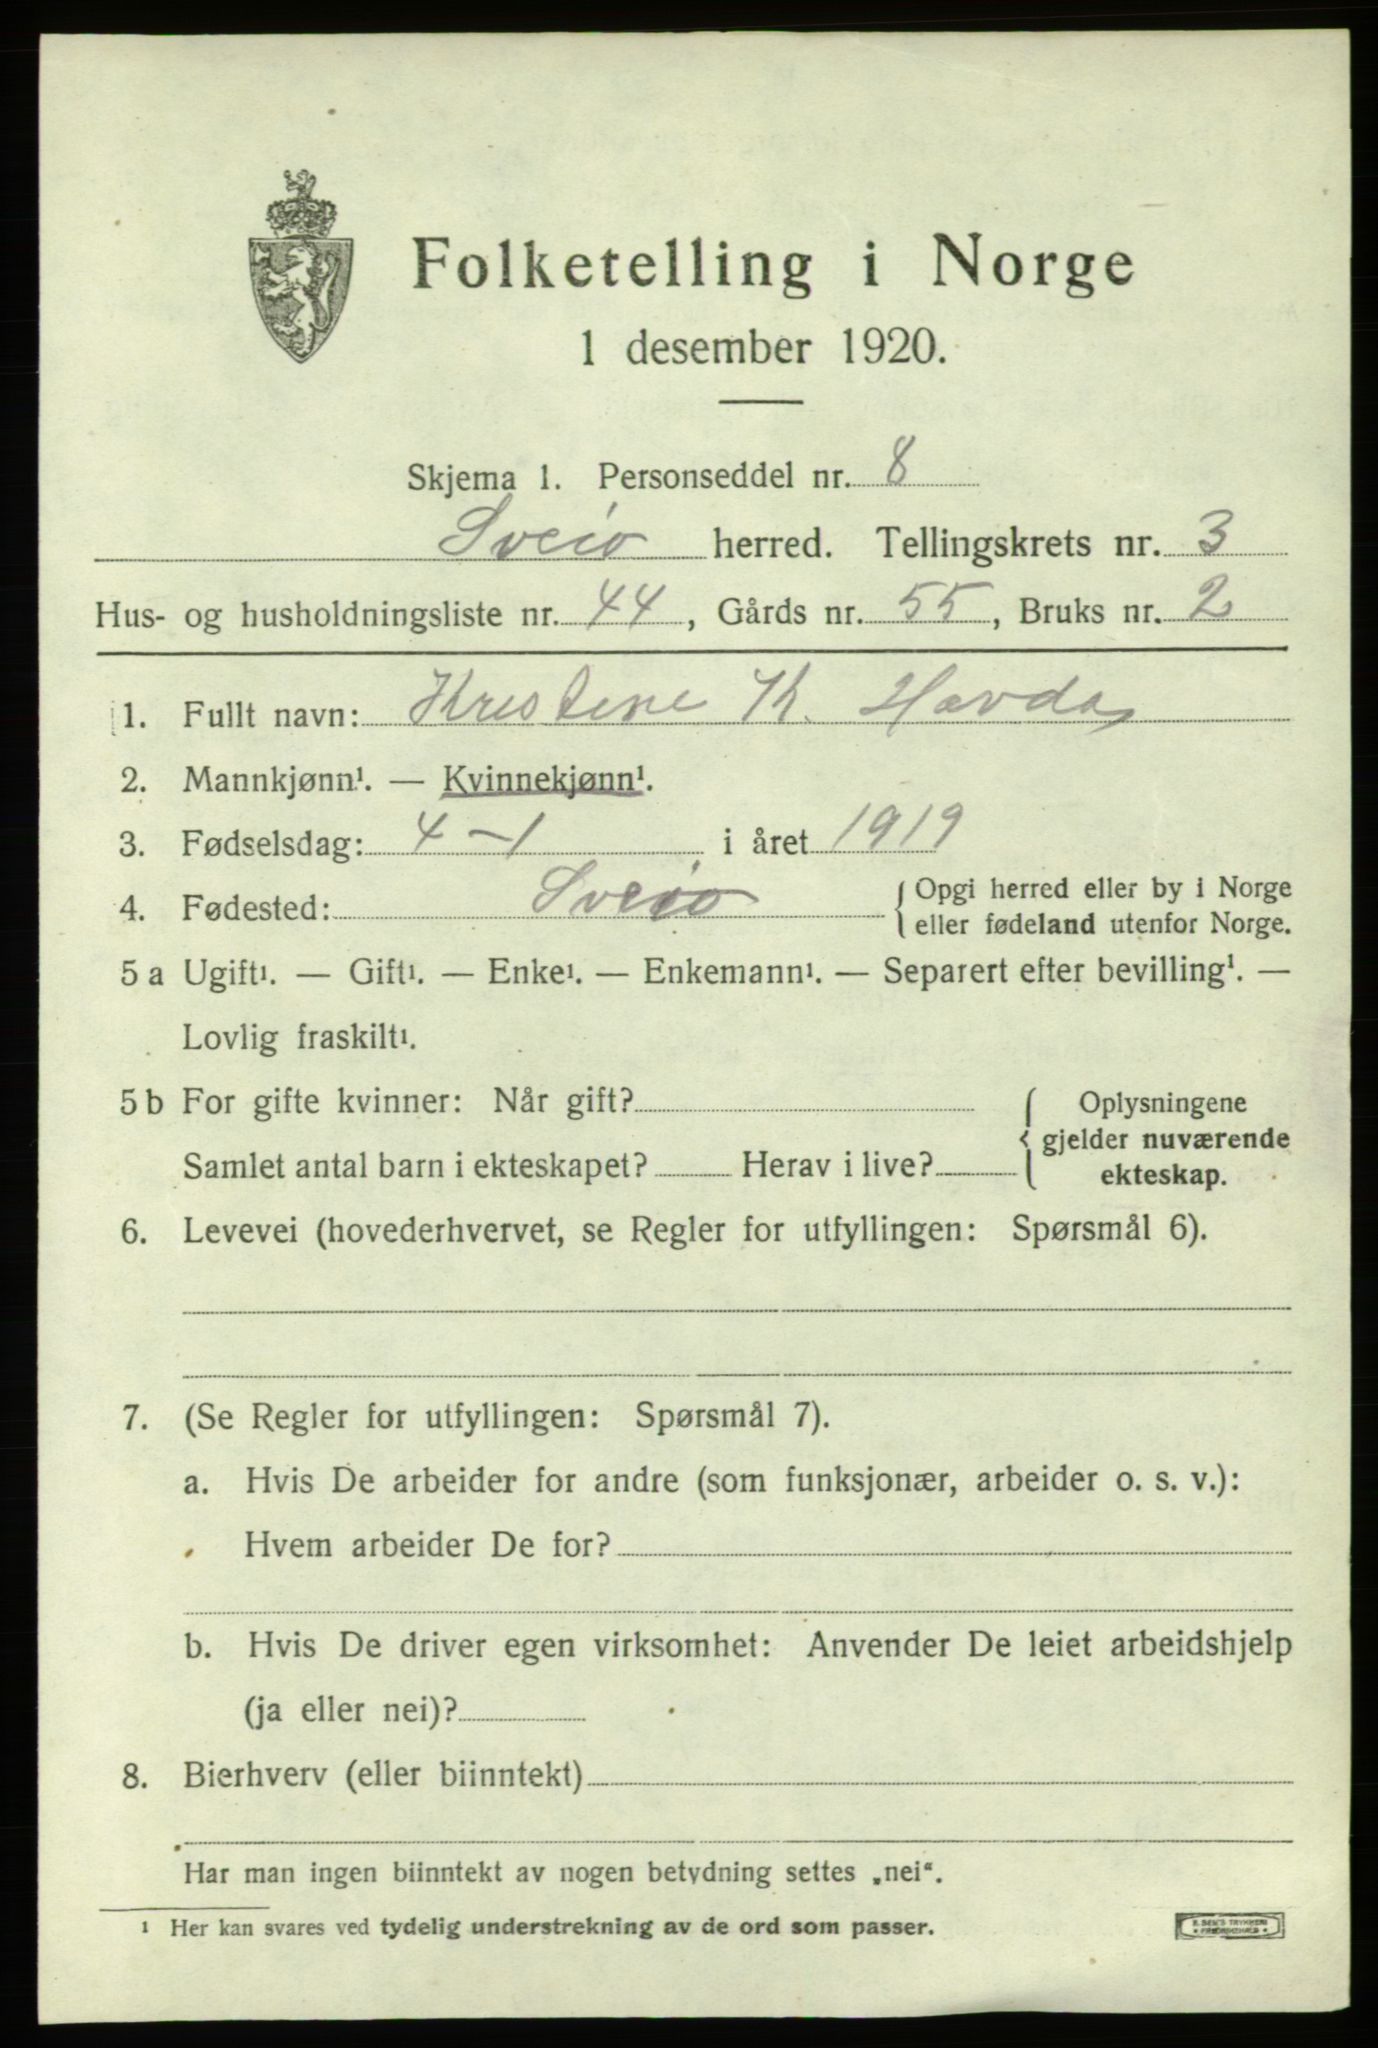 Folketelling i Norge
1 desember 1920.
Skjema 1. Personseddel nr. 8
Sveio herred. Tellingskrets nr. 3
Hus- og husholdningsliste nr. 44, Gårds nr. 55, Bruks nr. 2
1. Fullt navn: Kristine K. Havdas
2. Mannkjønn¹. — Kvinnekjønn¹.
3. Fødselsdag: 4-1 i året 1919
4. Fødested: Sveio { Opgi herred eller by i Norge
eller fødeland utenfor Norge.
5 a Ugift¹. — Gift¹. — Enke¹. — Enkemann¹. — Separert efter bevilling¹. —
Lovlig fraskilt¹.
5 b For gifte kvinner: Når gift? { Oplysningene
gjelder nuværende
Samlet antal barn i ekteskapet? Herav i live? ekteskap.
6. Levevei (hovederhvervet, se Regler for utfyllingen: Spørsmål 6).
7. (Se Regler for utfyllingen: Spørsmål 7).
a. Hvis De arbeider for andre (som funksjonær, arbeider o. s. v.):
Hvem arbeider De for?
b. Hvis De driver egen virksomhet: Anvender De leiet arbeidshjelp
(ja eller nei)?
8. Bierhverv (eller biinntekt)
Har man ingen biinntekt av nogen betydning settes „nei“.
¹ Her kan svares ved tydelig understrekning av de ord som passer.